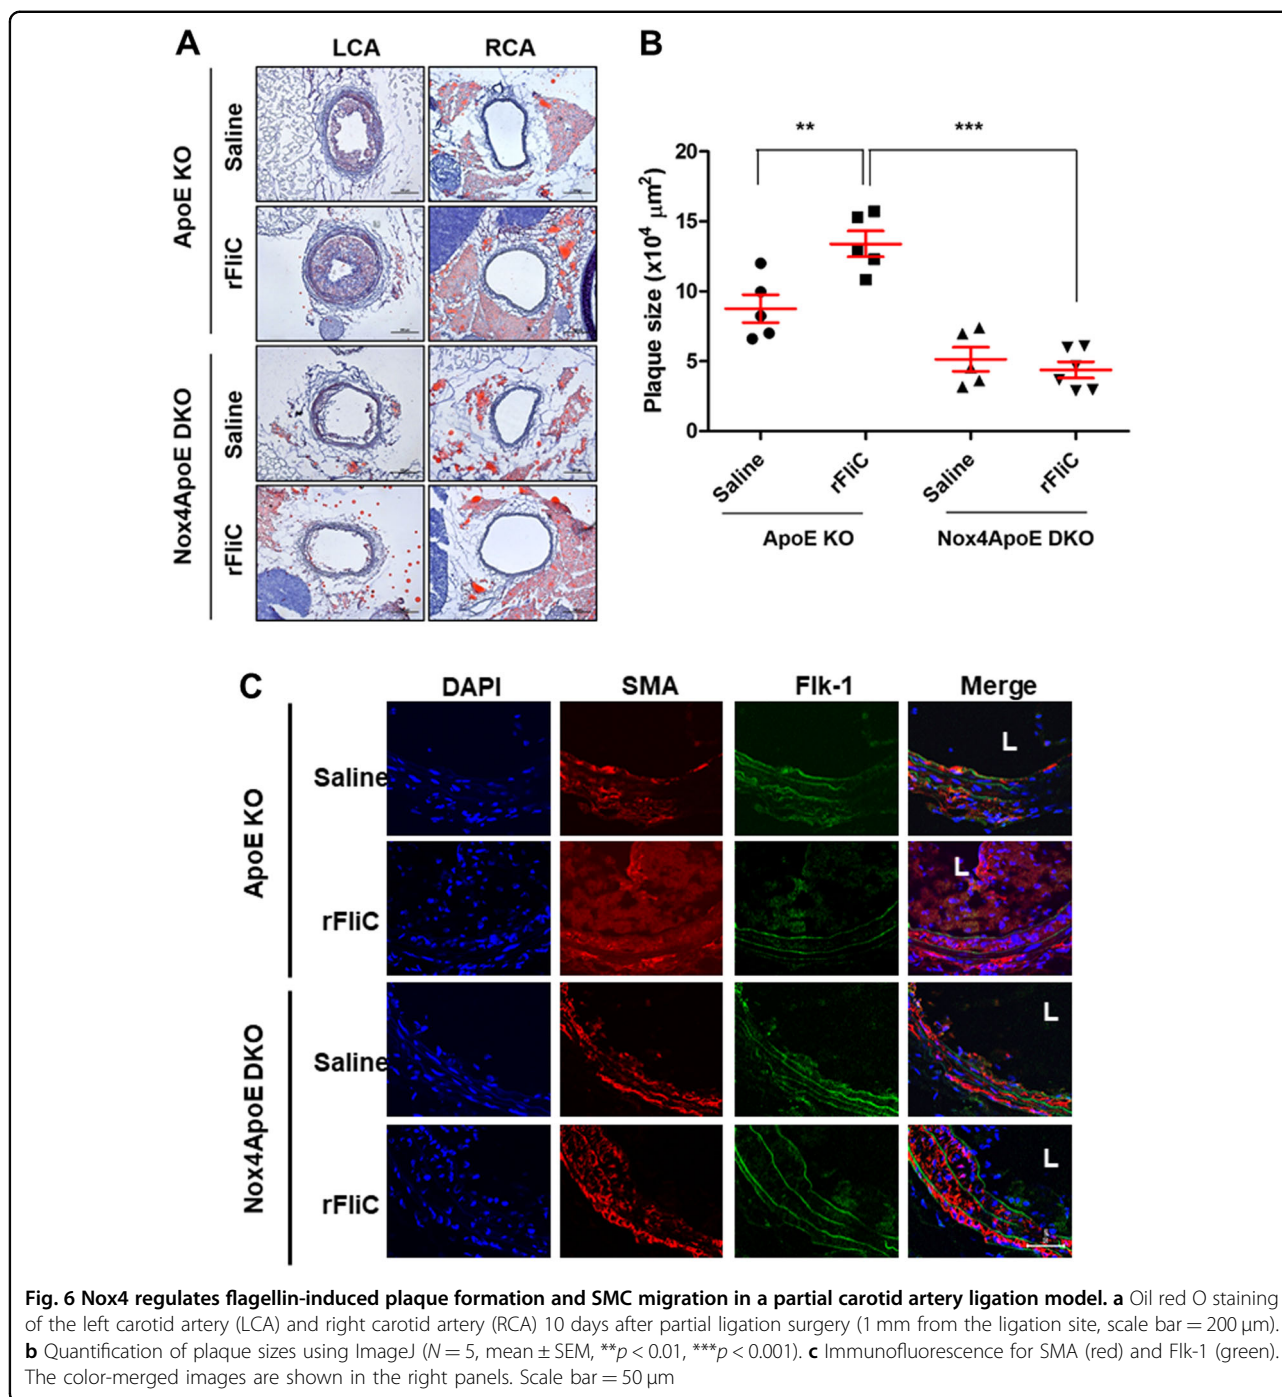 A
LCA RCA
ApoE KO
Saline
rFliC
Nox4ApoE DKO
Saline
rFliC
B
** ***
Plaque size (x10⁴ µm²)
20
15
10
5
0
Saline rFliC Saline rFliC
ApoE KO Nox4ApoE DKO
C
DAPI SMA Flk-1 Merge
ApoE KO
Saline L
rFliC L
Nox4ApoE DKO
Saline L
rFliC L
Fig. 6 Nox4 regulates flagellin-induced plaque formation and SMC migration in a partial carotid artery ligation model. a Oil red O staining
of the left carotid artery (LCA) and right carotid artery (RCA) 10 days after partial ligation surgery (1 mm from the ligation site, scale bar = 200 µm).
b Quantification of plaque sizes using ImageJ (N = 5, mean ± SEM, **p < 0.01, ***p < 0.001). c Immunofluorescence for SMA (red) and Flk-1 (green).
The color-merged images are shown in the right panels. Scale bar = 50 µm